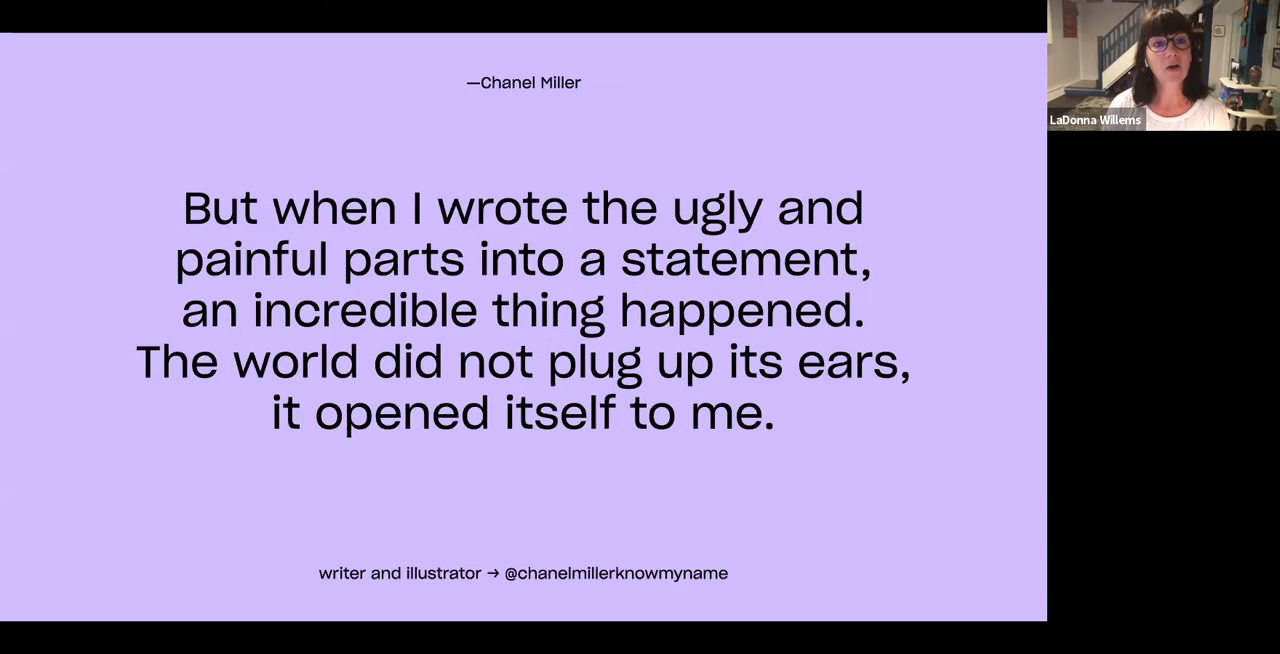 —Chanel Miller
But when I wrote the ugly and
painful parts into a statement,
an incredible thing happened.
The world did not plug up its ears,
it opened itself to me.
writer and illustrator → @chanelmillerknowmyname
LaDonna Willems